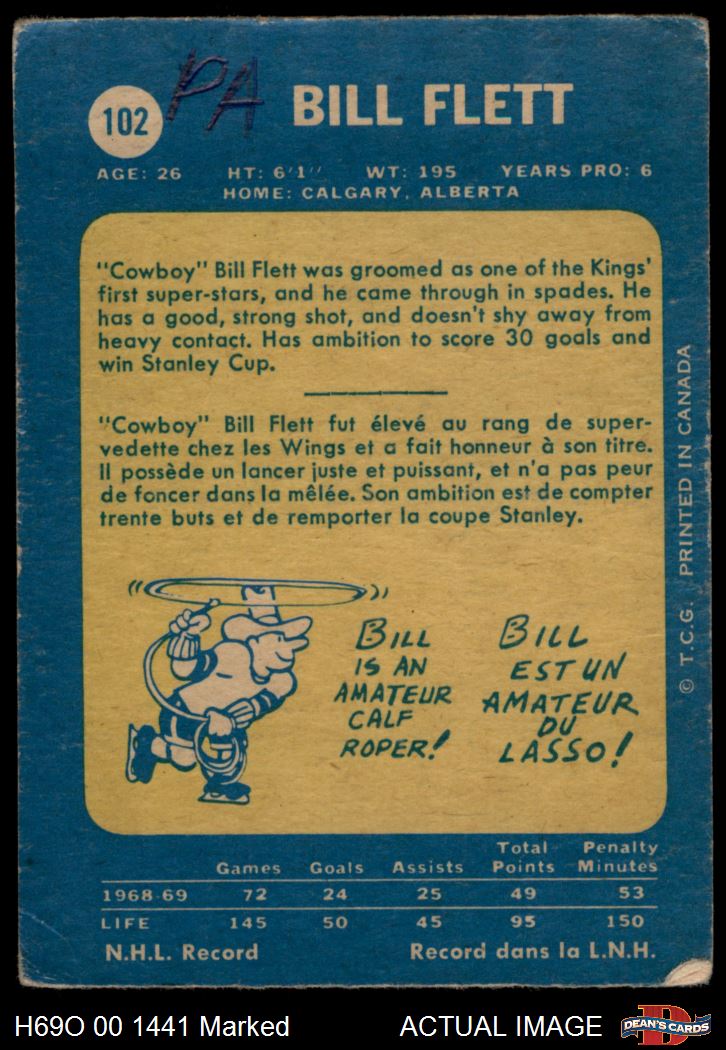 PA
102
BILL FLETT
AGE: 26 HT: 6'1'' WT: 195 YEARS PRO: 6
HOME: CALGARY, ALBERTA
"Cowboy" Bill Flett was groomed as one of the Kings'
first super-stars, and he came through in spades. He
has a good, strong shot, and doesn't shy away from
heavy contact. Has ambition to score 30 goals and
win Stanley Cup.
"Cowboy" Bill Flett fut élevé au rang de super-
vedette chez les Wings et a fait honneur à son titre.
Il possède un lancer juste et puissant, et n'a pas peur
de foncer dans la mêlée. Son ambition est de compter
trente buts et de remporter la coupe Stanley.
BILL
IS AN
AMATEUR
CALF
ROPER!
BILL
EST UN
AMATEUR
DU
LASSO!
© T.C.G. PRINTED IN CANADA
Games Goals Assists Total Points Penalty Minutes
1968-69 72 24 25 49 53
LIFE 145 50 45 95 150
N.H.L. Record Record dans la L.N.H.
H69O 00 1441 Marked ACTUAL IMAGE
D
DEAN'S CARDS